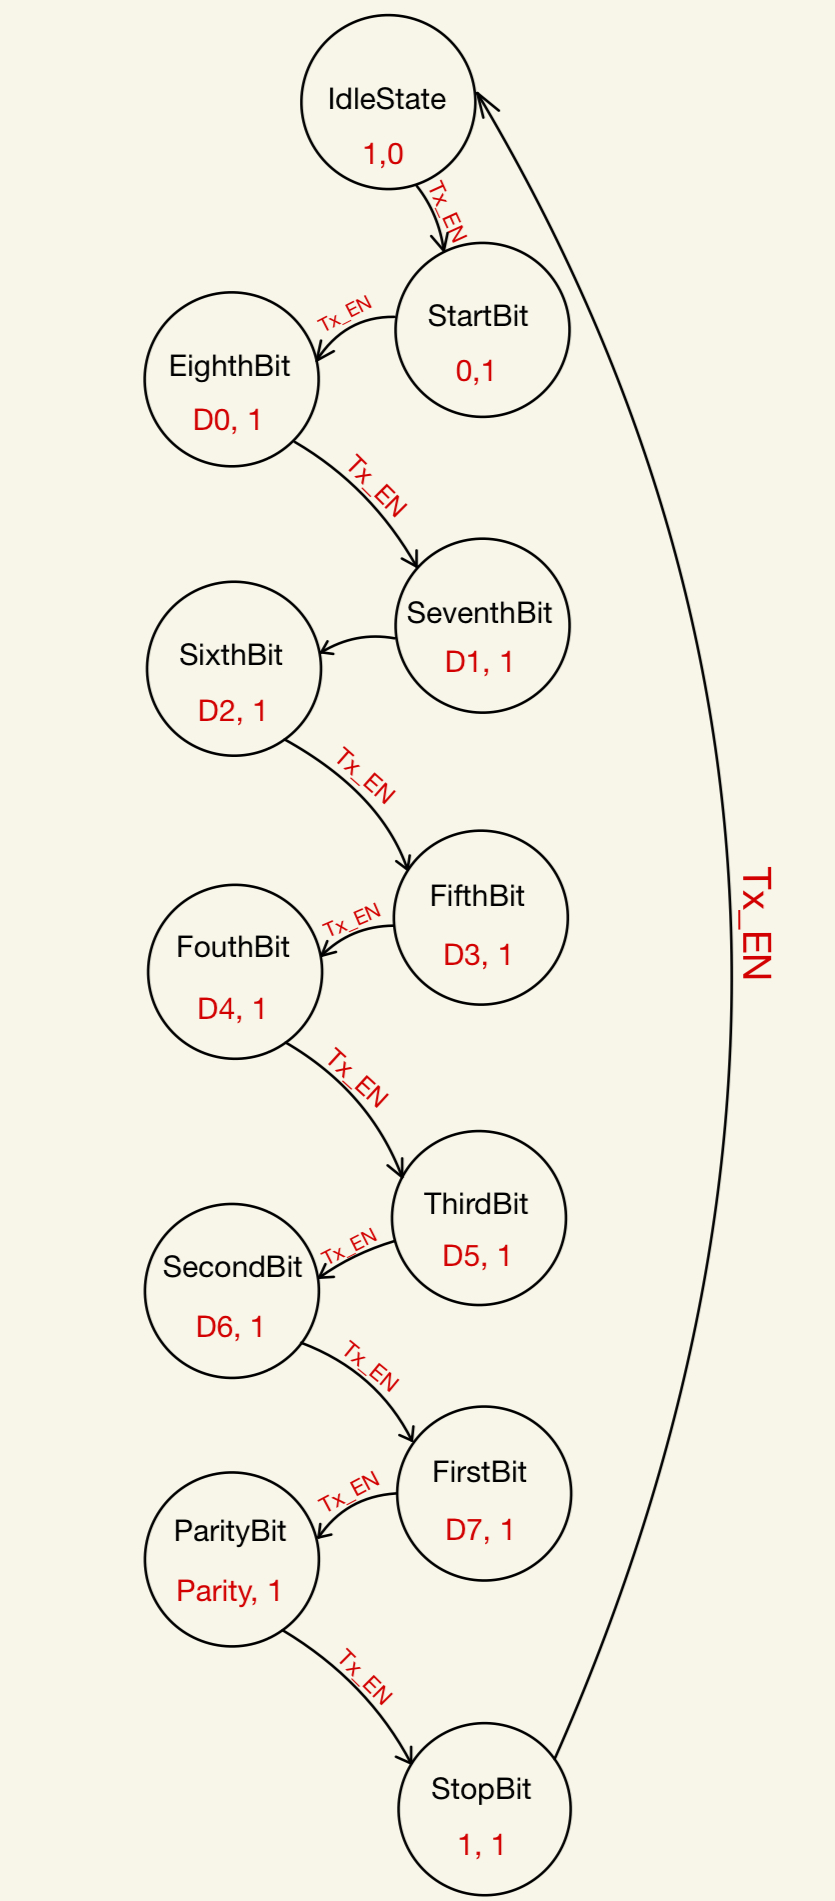 IdleState
1,0
Tx_EN
StartBit
0,1
Tx_EN
EighthBit
D0, 1
Tx_EN
SeventhBit
D1, 1
SixthBit
D2, 1
Tx_EN
FifthBit
D3, 1
Tx_EN
FouthBit
D4, 1
Tx_EN
ThirdBit
D5, 1
Tx_EN
SecondBit
D6, 1
Tx_EN
FirstBit
D7, 1
Tx_EN
ParityBit
Parity, 1
Tx_EN
StopBit
1, 1
Tx_EN